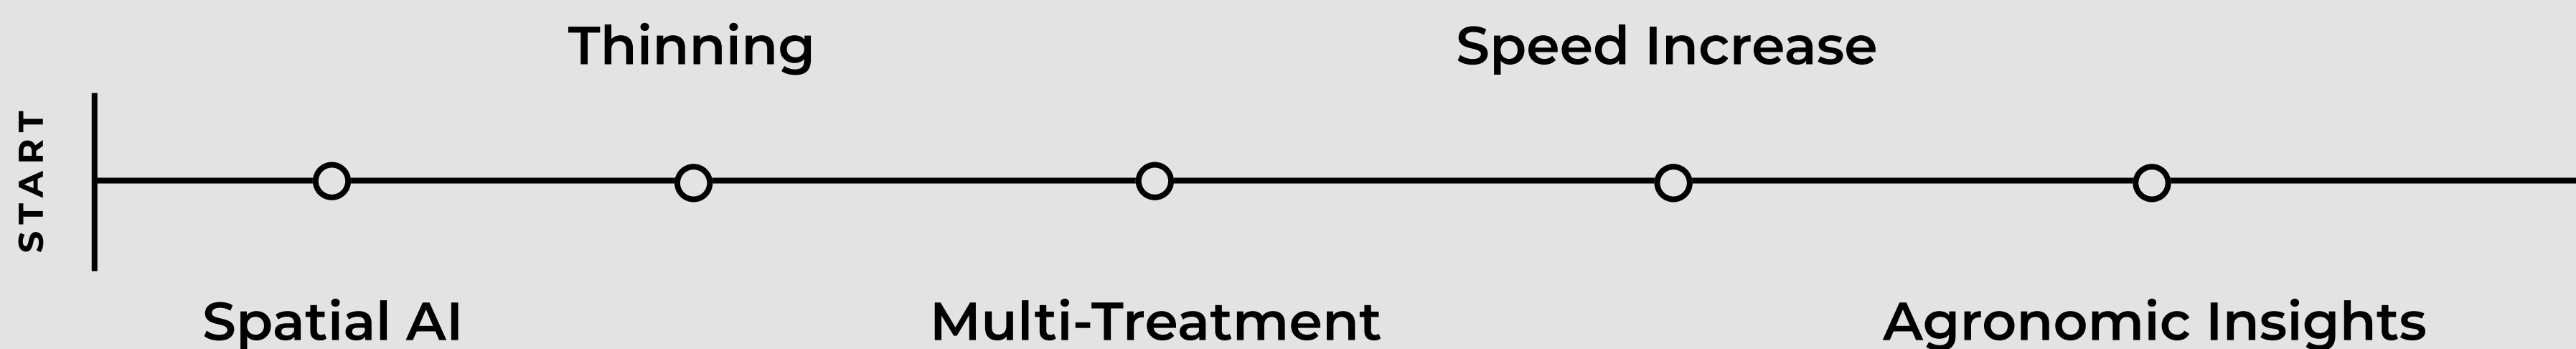 Thinning
Speed Increase
START
Spatial AI
Multi-Treatment
Agronomic Insights